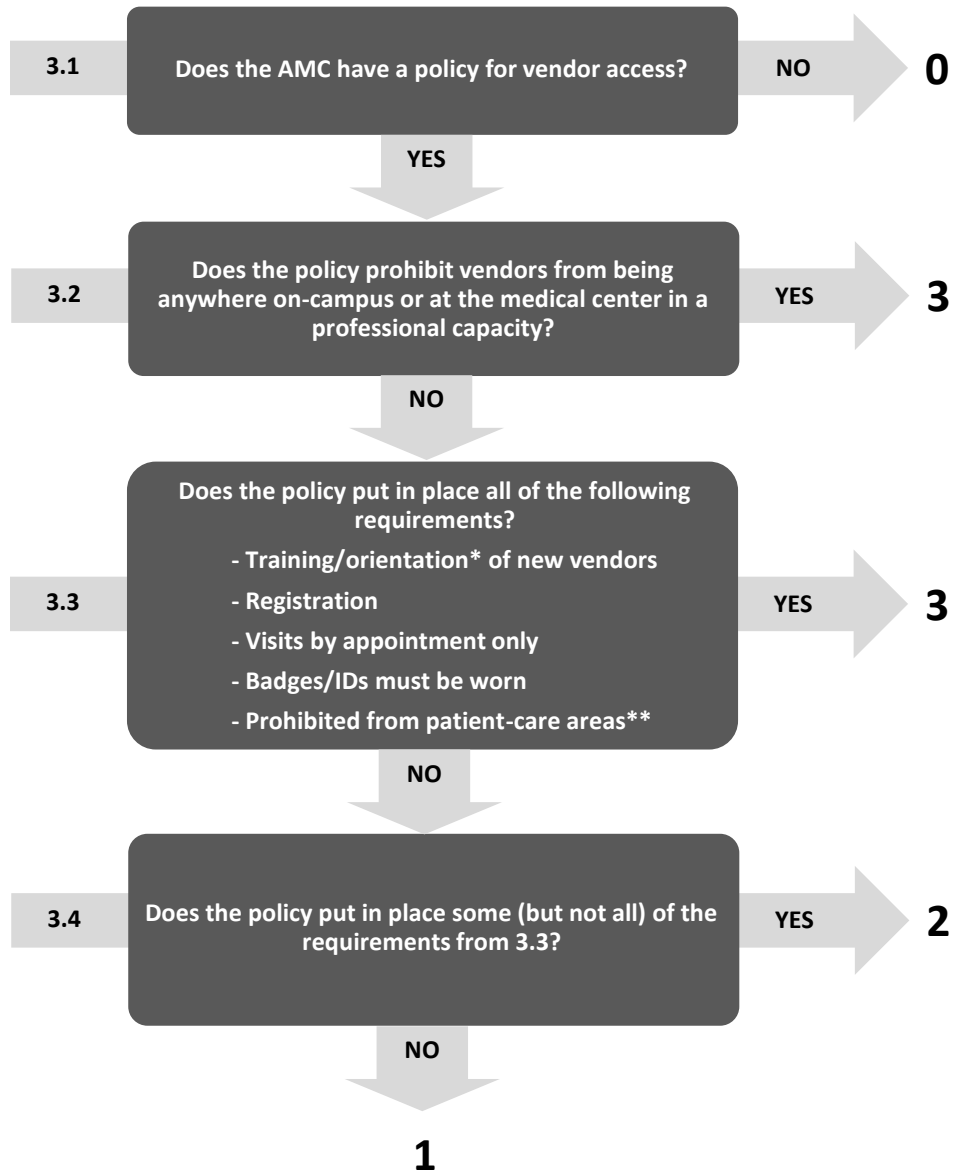 3.1
Does the AMC have a policy for vendor access?
NO
0
YES
3.2
Does the policy prohibit vendors from being
anywhere on-campus or at the medical center in a
professional capacity?
YES
3
NO
3.3
Does the policy put in place all of the following
requirements?
- Training/orientation* of new vendors
- Registration
- Visits by appointment only
- Badges/IDs must be worn
- Prohibited from patient-care areas**
YES
3
NO
3.4
Does the policy put in place some (but not all) of the
requirements from 3.3?
YES
2
NO
1